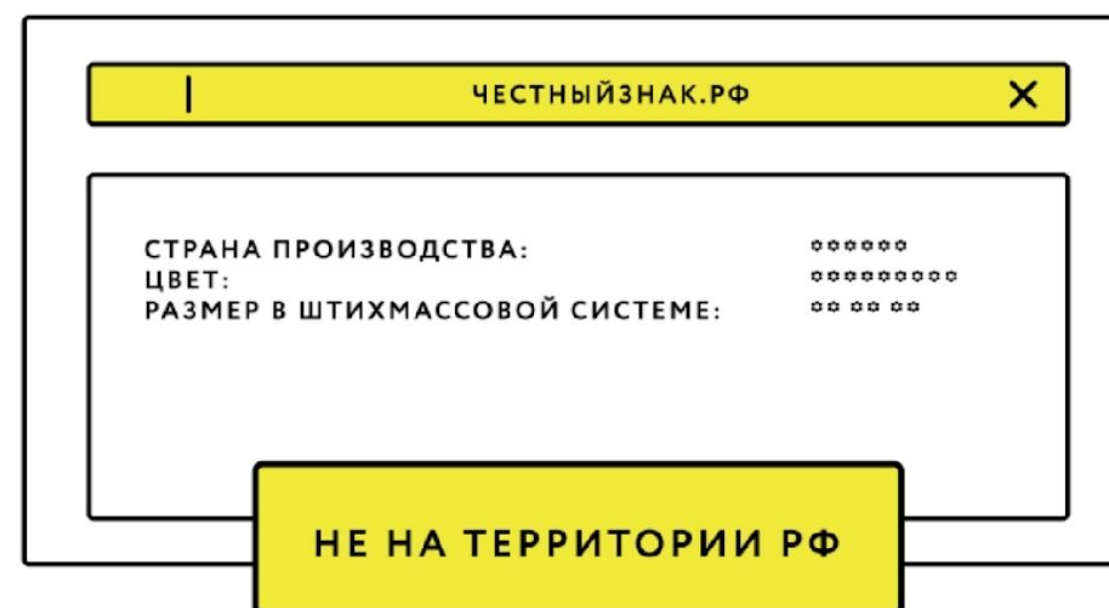 ЧЕСТНЫЙЗНАК.РФ
СТРАНА ПРОИЗВОДСТВА:
ЦВЕТ:
РАЗМЕР В ШТИХМАССОВОЙ СИСТЕМЕ:
НЕ НА ТЕРРИТОРИИ РФ